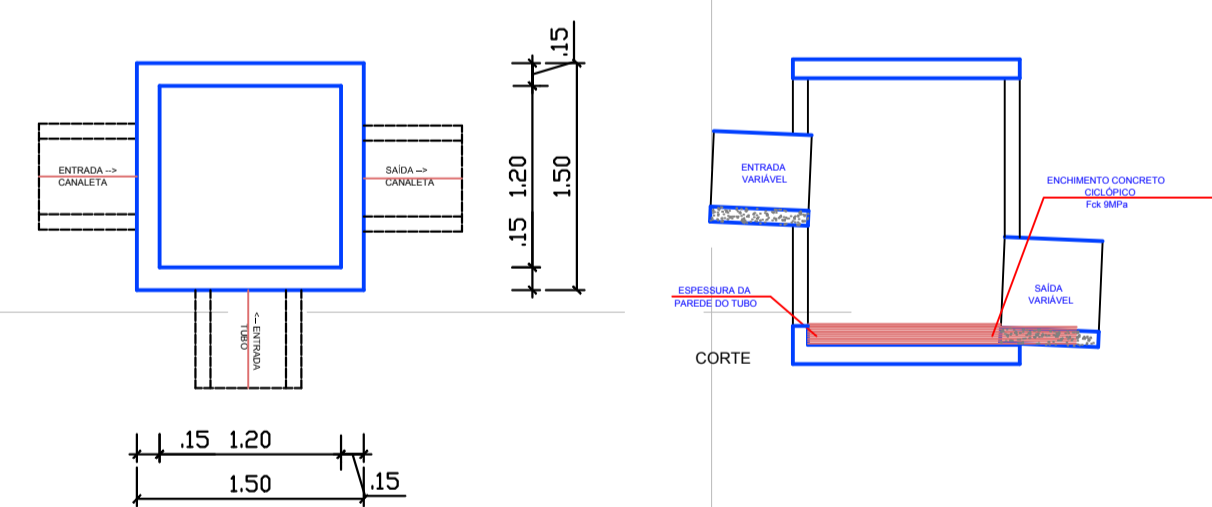 ENTRADA -->
CANALETA
SAÍDA -->
CANALETA
<-- ENTRADA
TUBO
.15
1.20
1.50
.15
.15 1.20
1.50
.15
ENTRADA
VARIÁVEL
ENCHIMENTO CONCRETO
CICLÓPICO
Fck 9MPa
ESPESSURA DA
PAREDE DO TUBO
SAÍDA
VARIÁVEL
CORTE